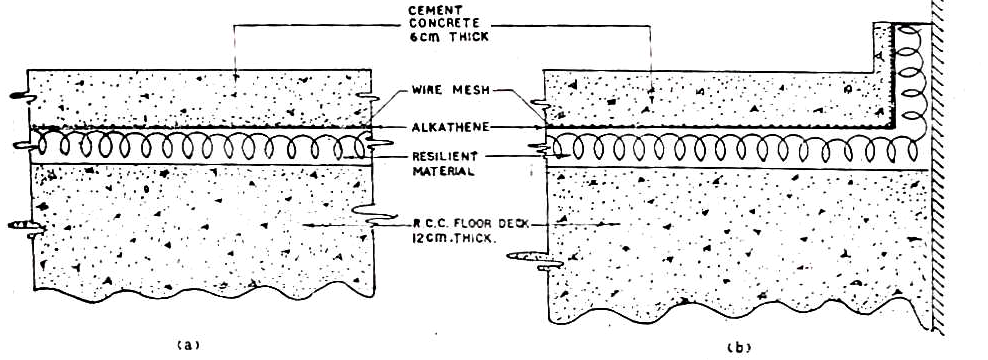 CEMENT
CONCRETE
6cm THICK
WIRE MESH
ALKATHENE
RESILIENT
MATERIAL
R.C.C. FLOOR DECK
12cm.THICK.
(a)
(b)